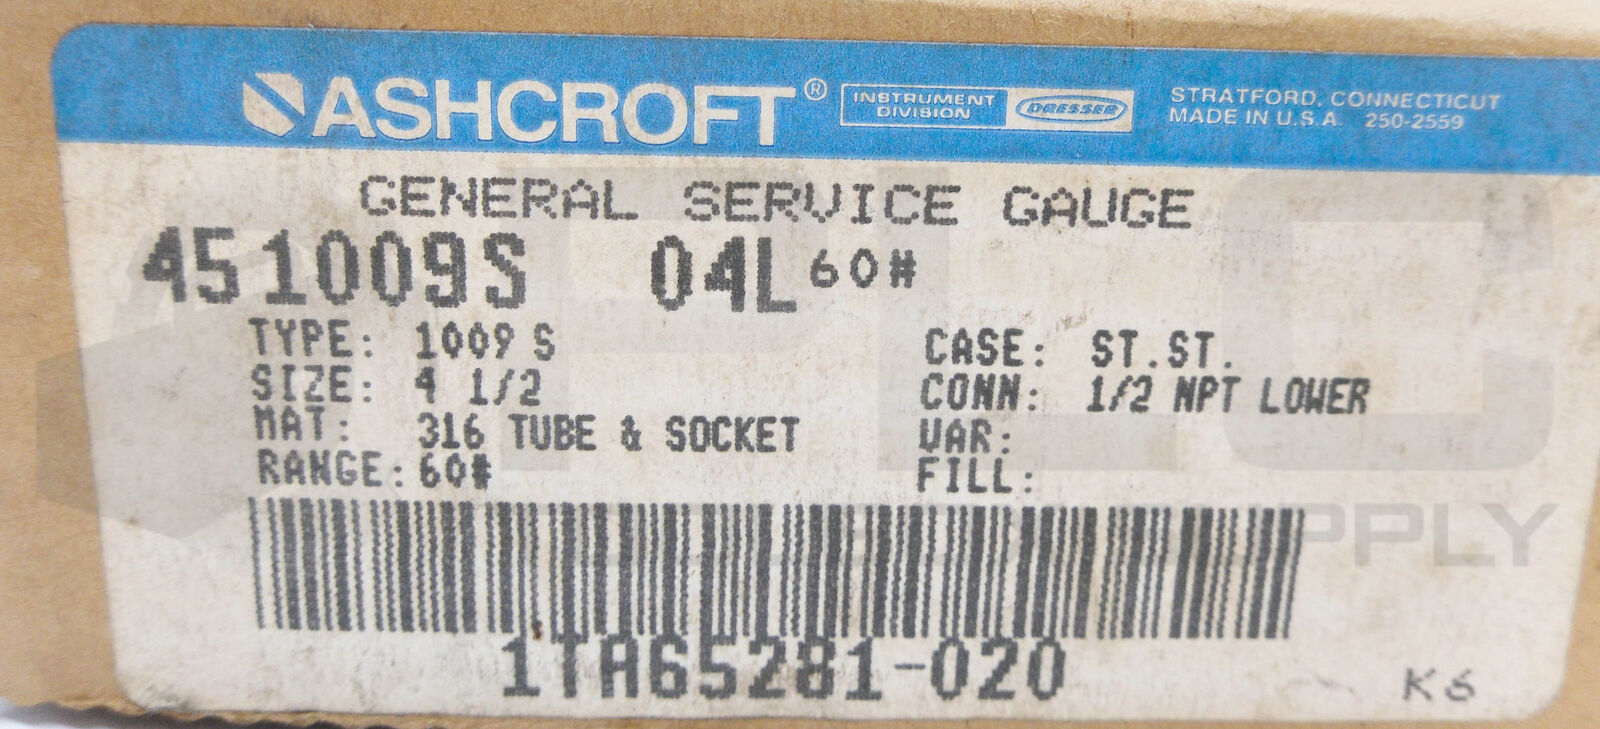 ASHCROFT® INSTRUMENT DIVISION DRESSER
STRATFORD, CONNECTICUT
MADE IN U.S.A. 250-2559
GENERAL SERVICE GAUGE
451009S 04L 60#
TYPE: 1009 S CASE: ST.ST.
SIZE: 4 1/2 CONN: 1/2 NPT LOWER
MAT: 316 TUBE & SOCKET VAR:
RANGE: 60# FILL:
1TA65281-020
PLC
SUPPLY